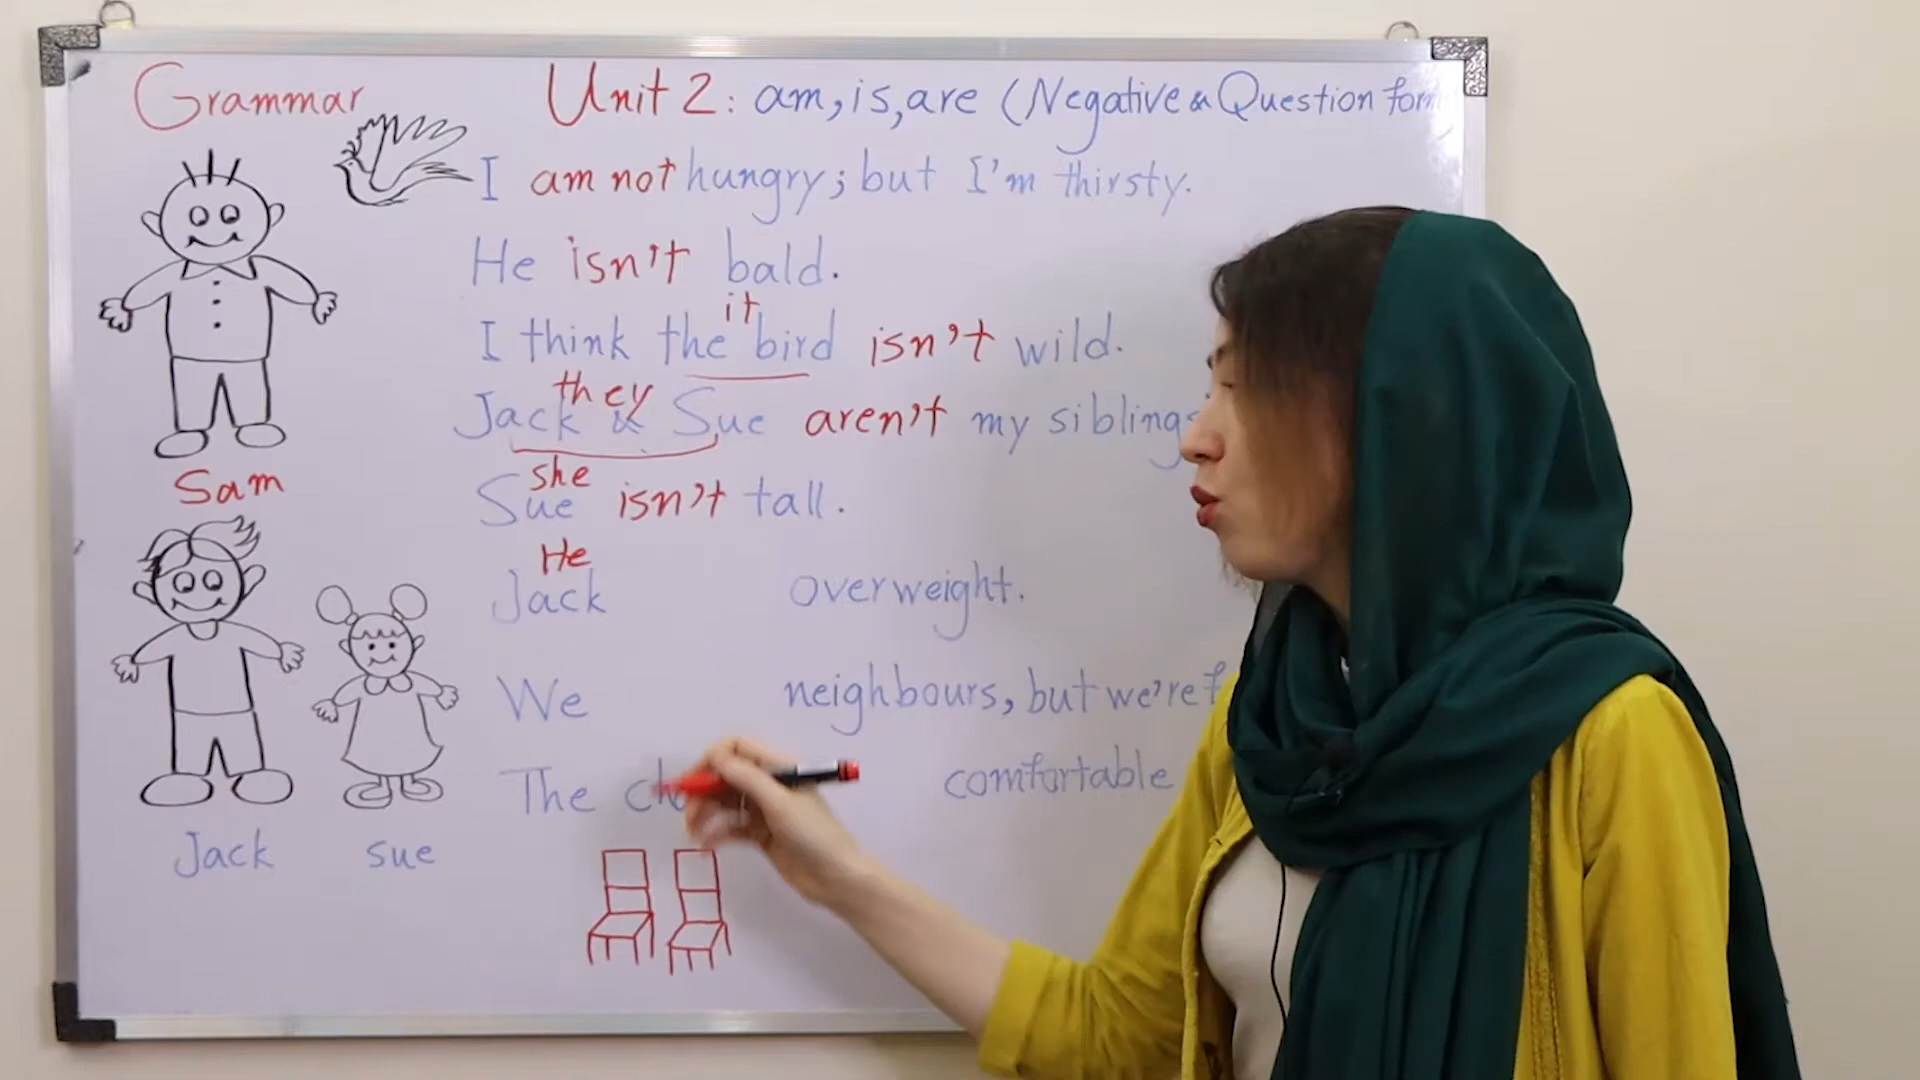 Grammar
Unit 2: am, is, are (Negative & Question form
I am not hungry; but I'm thirsty.
He isn't bald.
it
I think the bird isn't wild.
they
Jack & Sue aren't my siblings
she
Sue isn't tall.
He
Jack overweight.
We neighbours, but we're
The comfortable
Sam
Jack
sue